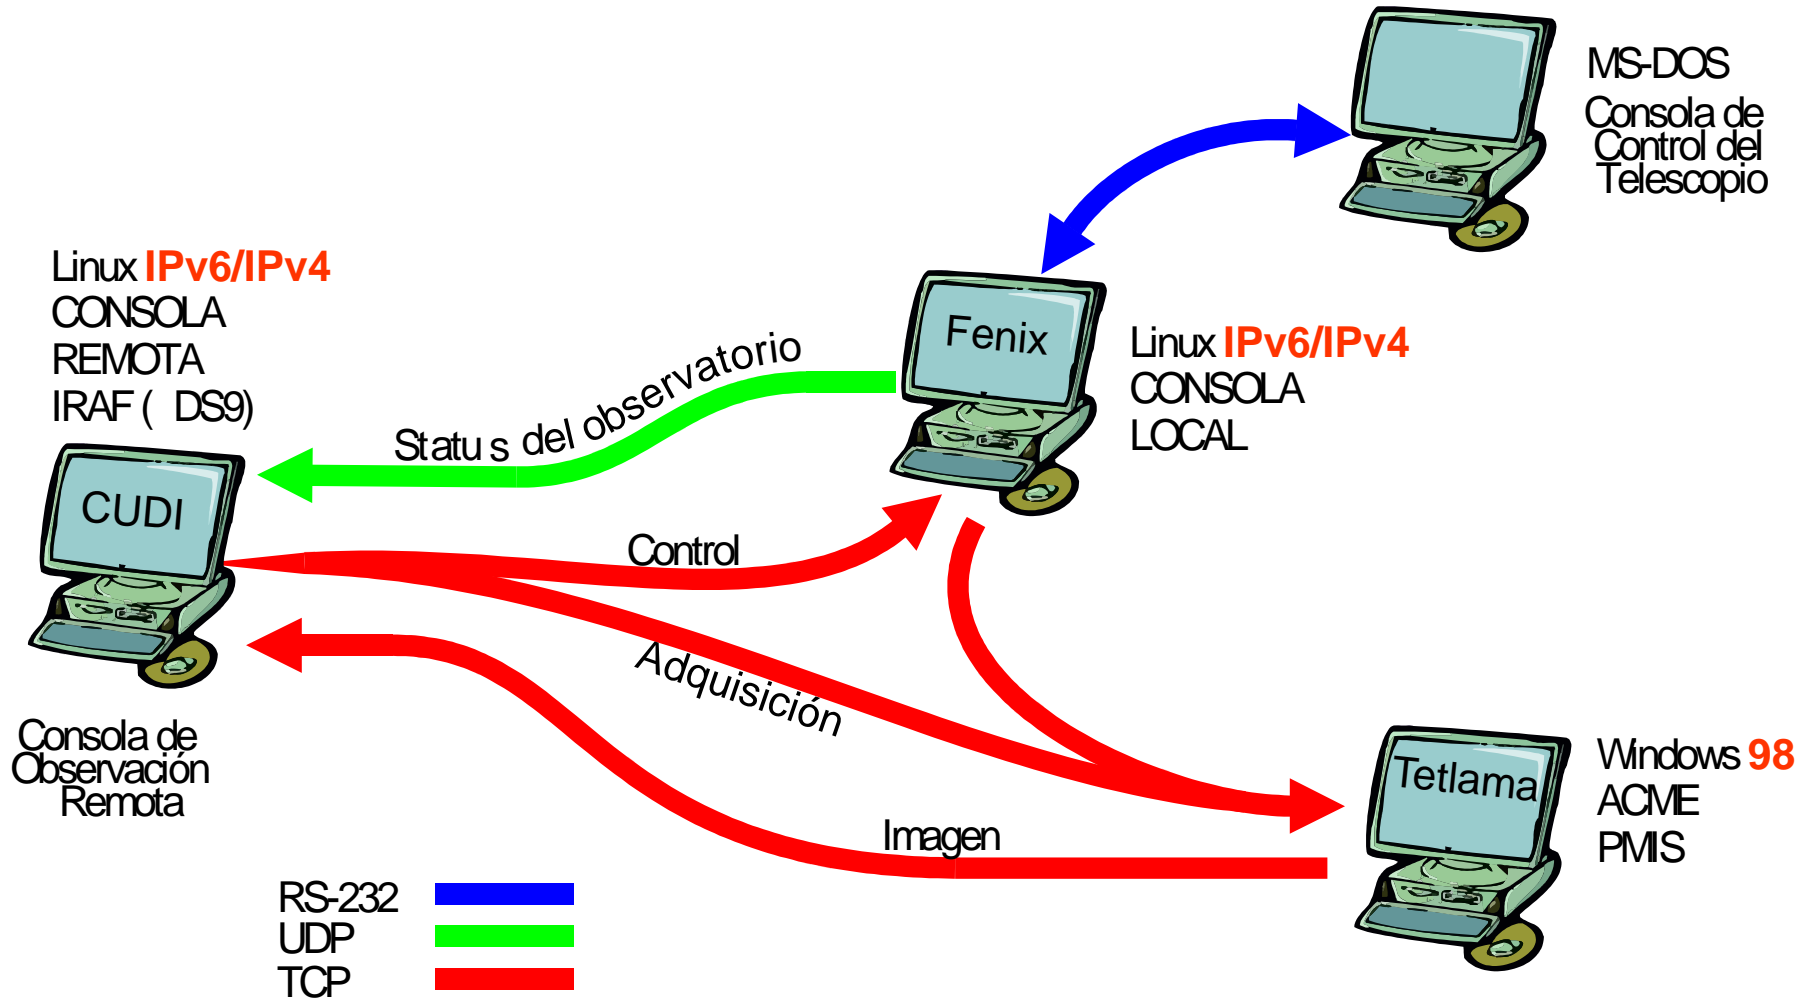 MS-DOS
Consola de
Control del
Telescopio
Linux IPv6/IPv4
CONSOLA
REMOTA
IRAF ( DS9)
Fenix
Linux IPv6/IPv4
CONSOLA
LOCAL
Status del observatorio
CUDI
Control
Adquisición
Consola de
Observación
Remota
Tetlama
Windows 98
ACME
PMIS
Imagen
RS-232
UDP
TCP